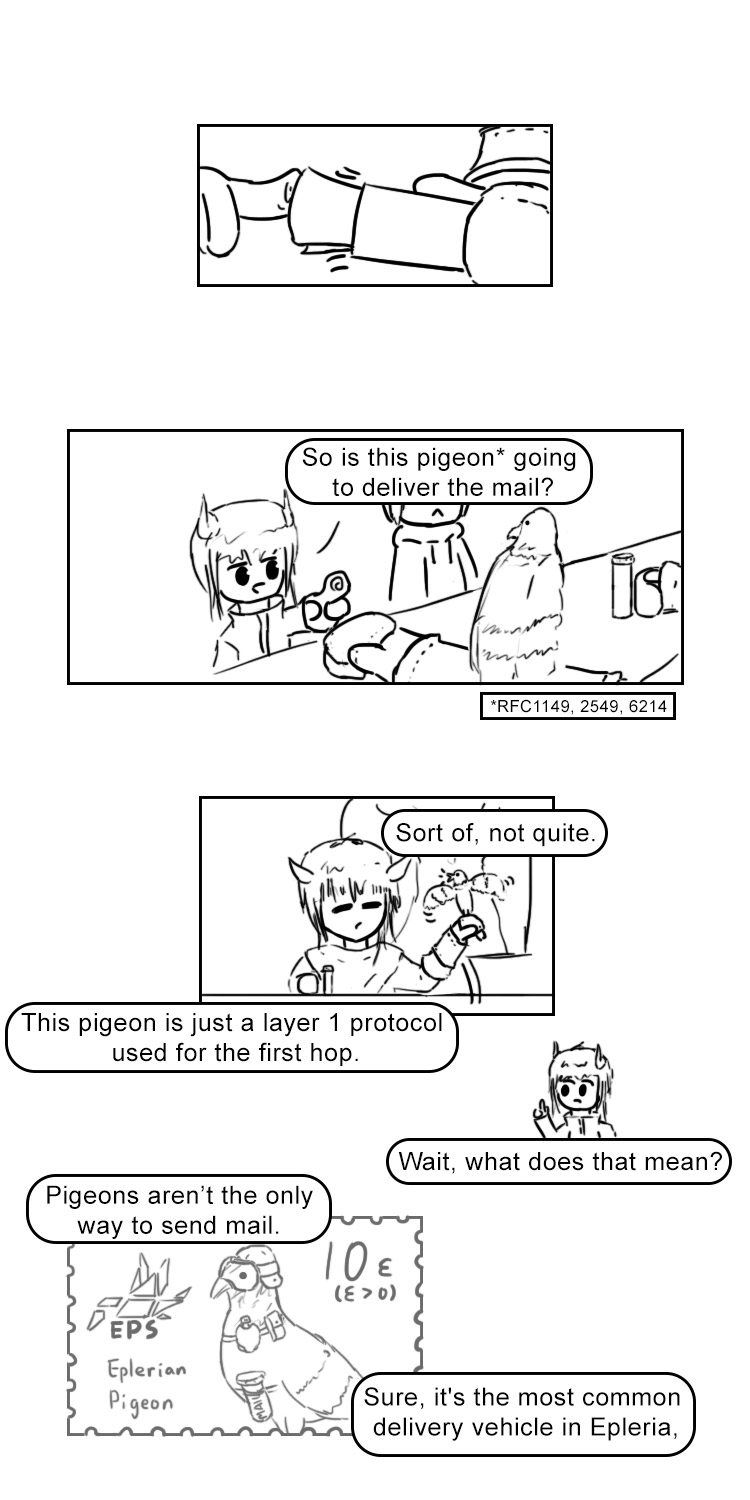 So is this pigeon* going
to deliver the mail?
*RFC1149, 2549, 6214
Sort of, not quite.
This pigeon is just a layer 1 protocol
used for the first hop.
Wait, what does that mean?
Pigeons aren’t the only
way to send mail.
10 ε
(ε > 0)
EPS
Eplerian
Pigeon
MAIL
Sure, it's the most common
delivery vehicle in Epleria,